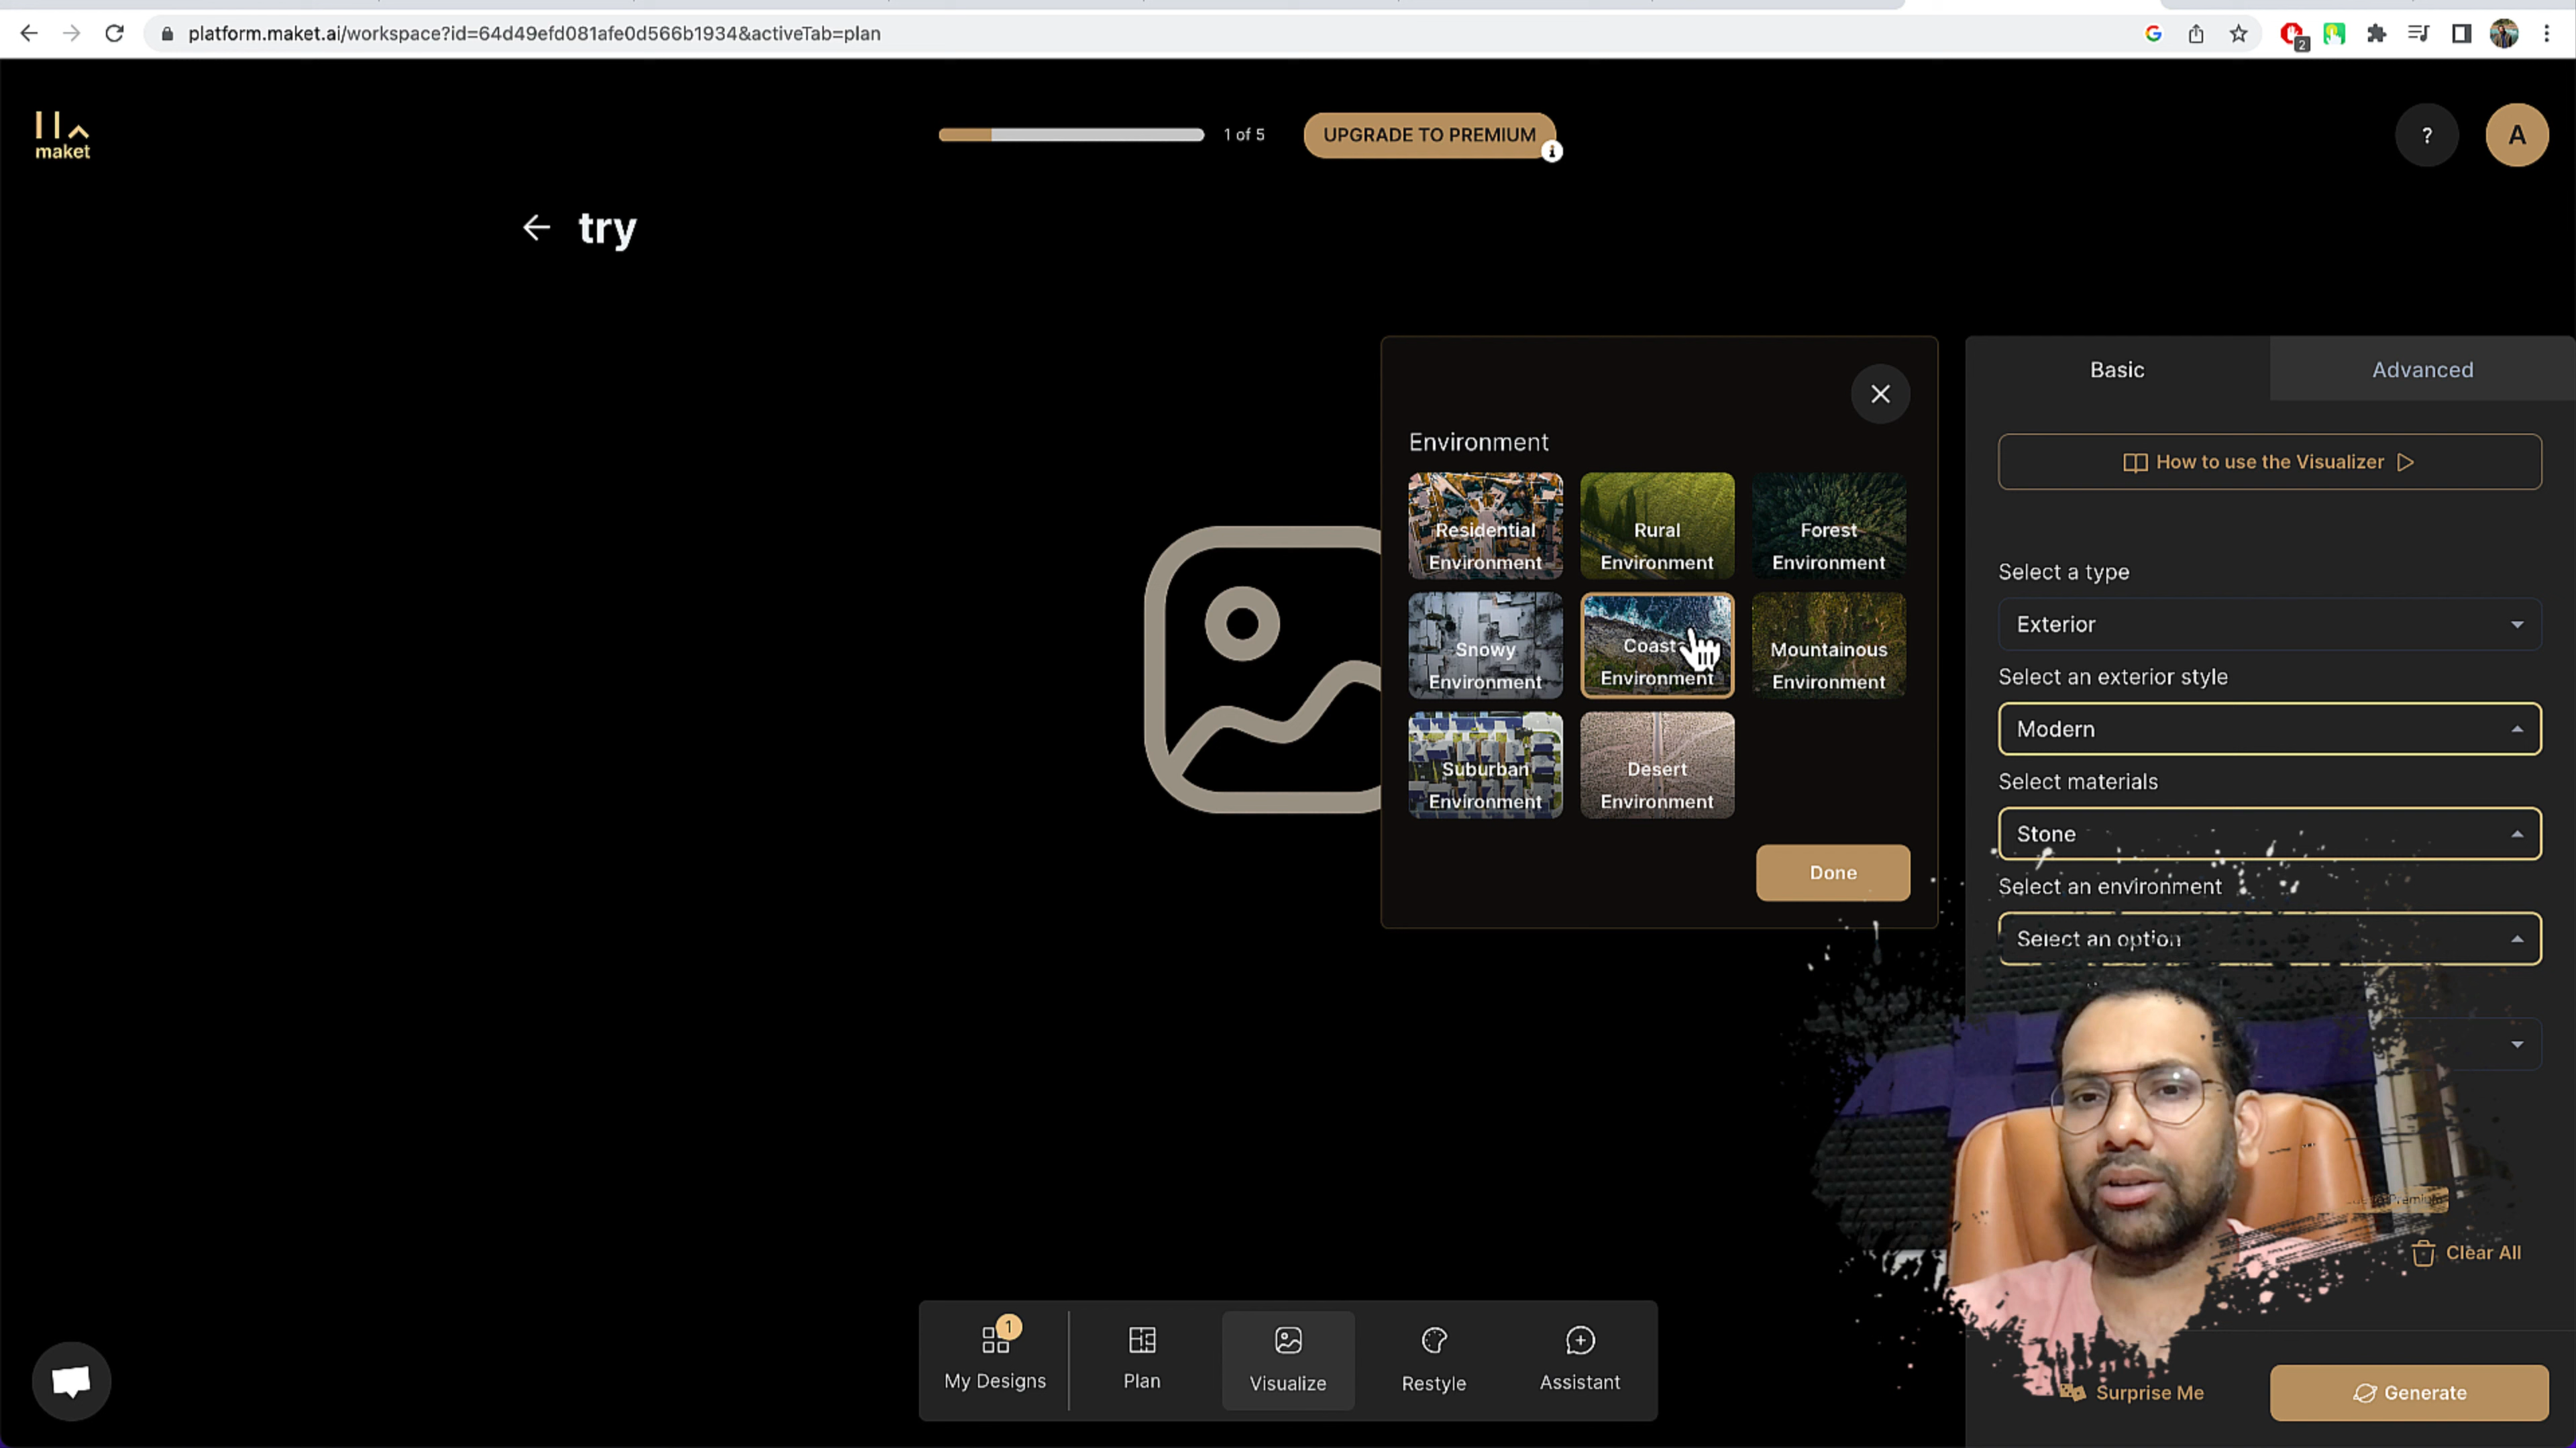 platform.maket.ai/workspace?id=64d49efd081afe0d566b1934&activeTab=plan
2
maket
1 of 5
UPGRADE TO PREMIUM
i
?
A
try
Basic
Advanced
Environment
How to use the Visualizer
Residential
Environment
Rural
Environment
Forest
Environment
Select a type
Exterior
Snowy
Environment
Environment
Mountainous
Environment
Select an exterior style
Modern
Suburban
Environment
Desert
Environment
Select materials
Stone
Done
Select an environment
Select an option
Premium
Clear All
1
My Designs
Plan
Visualize
Restyle
Assistant
Surprise Me
Generate